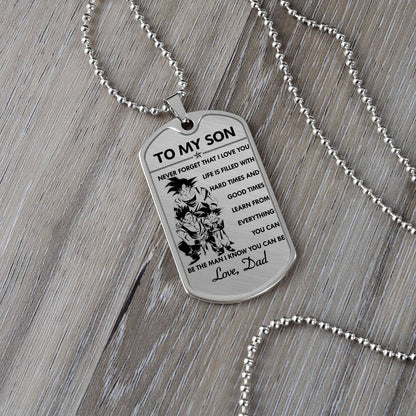 TO MY SON
NEVER FORGET THAT I LOVE YOU
LIFE IS FILLED WITH
HARD TIMES AND
GOOD TIMES
LEARN FROM
EVERYTHING
YOU CAN
BE THE MAN I KNOW YOU CAN BE
Love, Dad